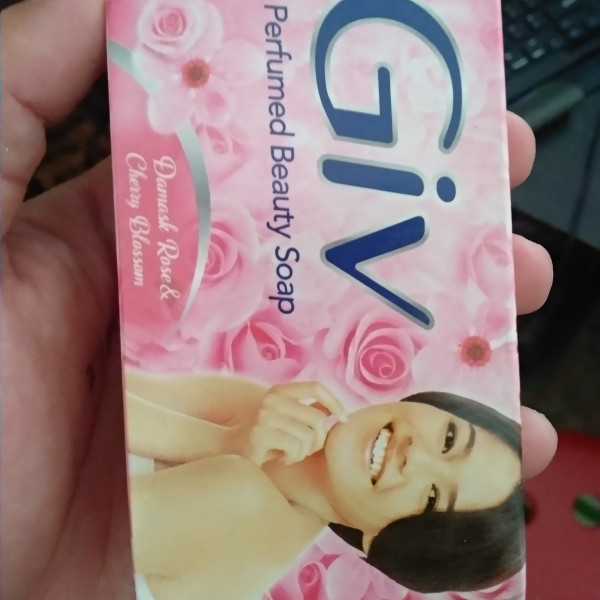 Giv
Perfumed Beauty Soap
Damask Rose &
Cherry Blossom